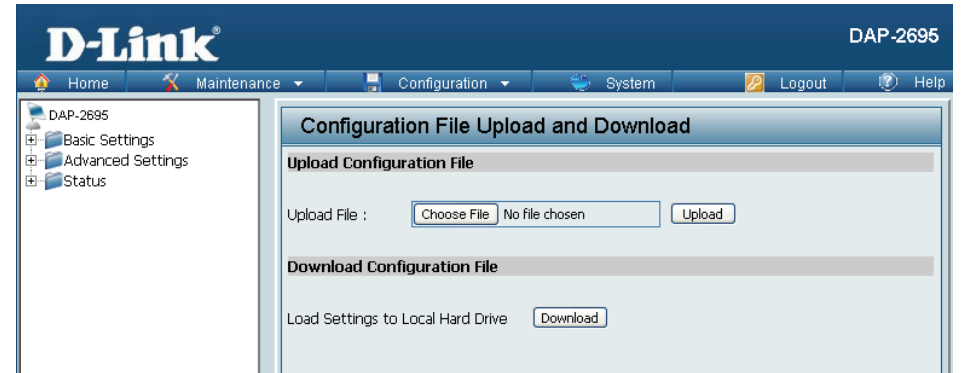 D-Link®
DAP-2695
Home Maintenance Configuration System Logout Help
DAP-2695
Basic Settings
Advanced Settings
Status
Configuration File Upload and Download
Upload Configuration File
Upload File : Choose File No file chosen Upload
Download Configuration File
Load Settings to Local Hard Drive Download